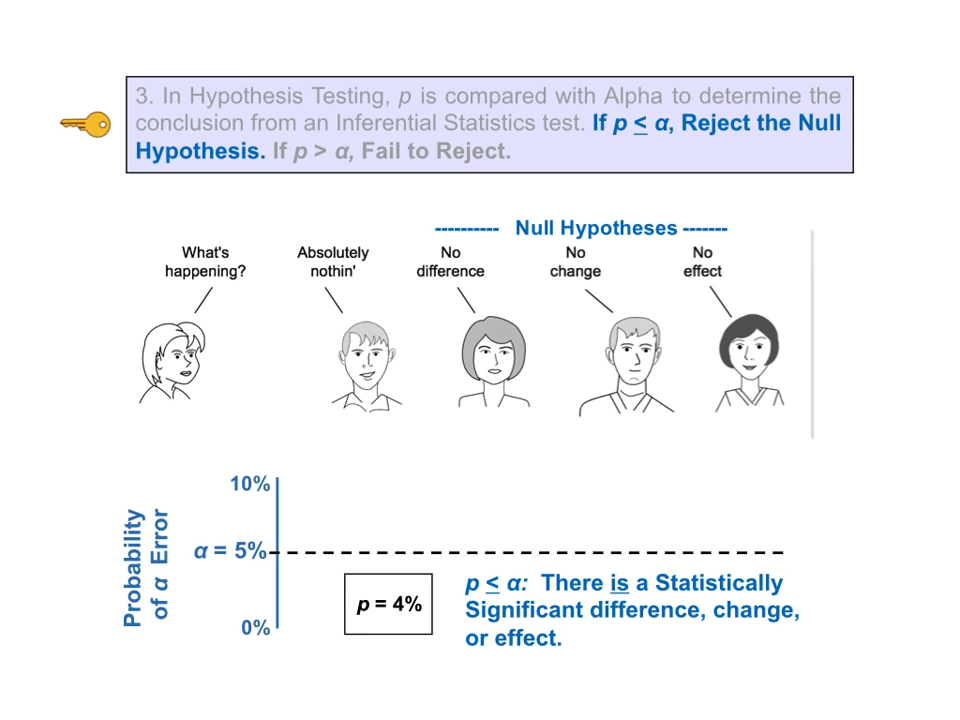 3. In Hypothesis Testing, p is compared with Alpha to determine the
conclusion from an Inferential Statistics test. If p ≤ α, Reject the Null
Hypothesis. If p > α, Fail to Reject.
---------- Null Hypotheses -------
What's
happening?
Absolutely
nothin'
No
difference
No
change
No
effect
10%
α = 5%
0%
Probability
of α Error
p = 4%
p ≤ α: There is a Statistically
Significant difference, change,
or effect.